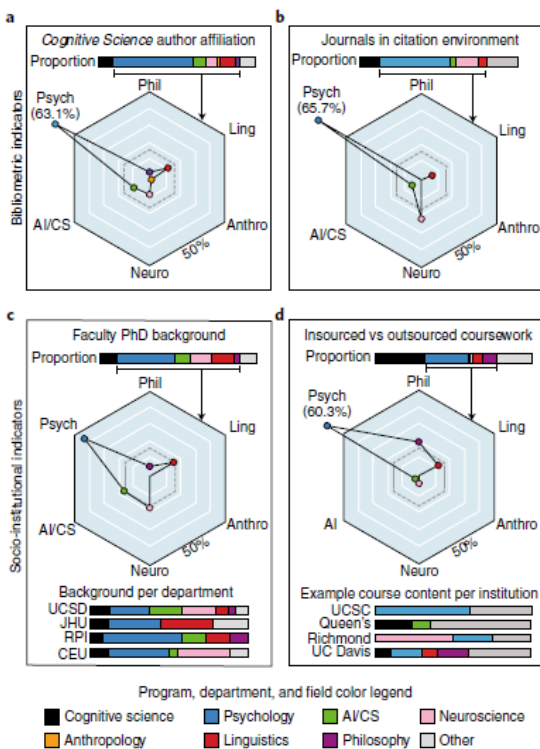 a
Cognitive Science author affiliation
Proportion
Phil
Psych
(63.1%)
Ling
AI/CS
Anthro
50%
Neuro
b
Journals in citation environment
Proportion
Phil
Psych
(65.7%)
Ling
AI/CS
Anthro
50%
Neuro
Bibliometric indicators
c
Faculty PhD background
Proportion
Phil
Psych
Ling
AI/CS
Anthro
50%
Neuro
Background per department
UCSD
JHU
RPI
CEU
d
Insourced vs outsourced coursework
Proportion
Phil
Psych
(60.3%)
Ling
AI
Anthro
50%
Neuro
Example course content per institution
UCSC
Queen's
Richmond
UC Davis
Socio-institutional indicators
Program, department, and field color legend
Cognitive science Psychology AI/CS Neuroscience
Anthropology Linguistics Philosophy Other